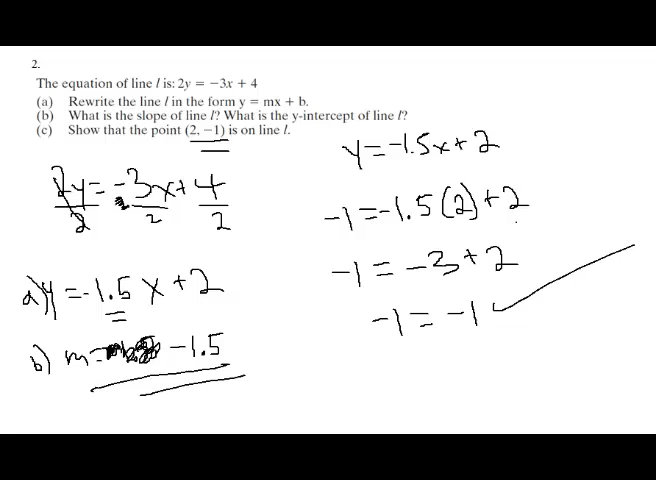 2.
The equation of line l is: 2y = −3x + 4
(a) Rewrite the line l in the form y = mx + b.
(b) What is the slope of line l? What is the y-intercept of line l?
(c) Show that the point (2, −1) is on line l.
2y = -3x + 4
2 2 2
a) y = -1.5 x + 2
b) m = -1.5
y = -1.5x + 2
-1 = -1.5 (2) + 2
-1 = -3 + 2
-1 = -1 ✓